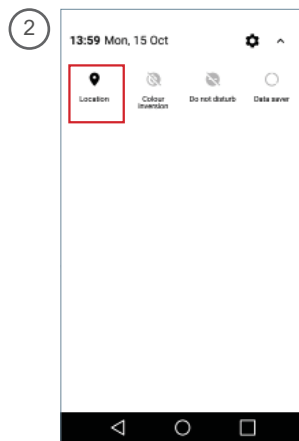 2
13:59 Mon, 15 Oct
Location
Colour
inversion
Do not disturb
Data saver